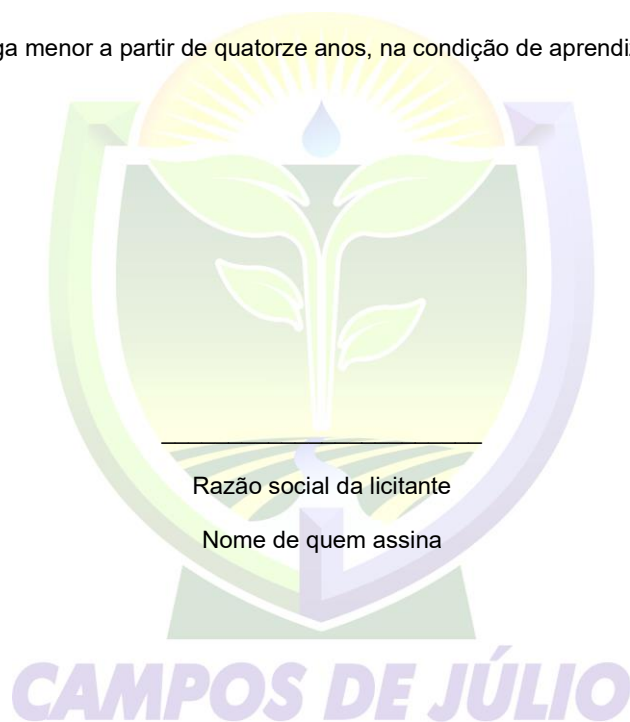 menor a partir de quatorze anos, na condição de
_________________________
Razão social da licitante
Nome de quem assina
CAMPOS DE JÚLIO